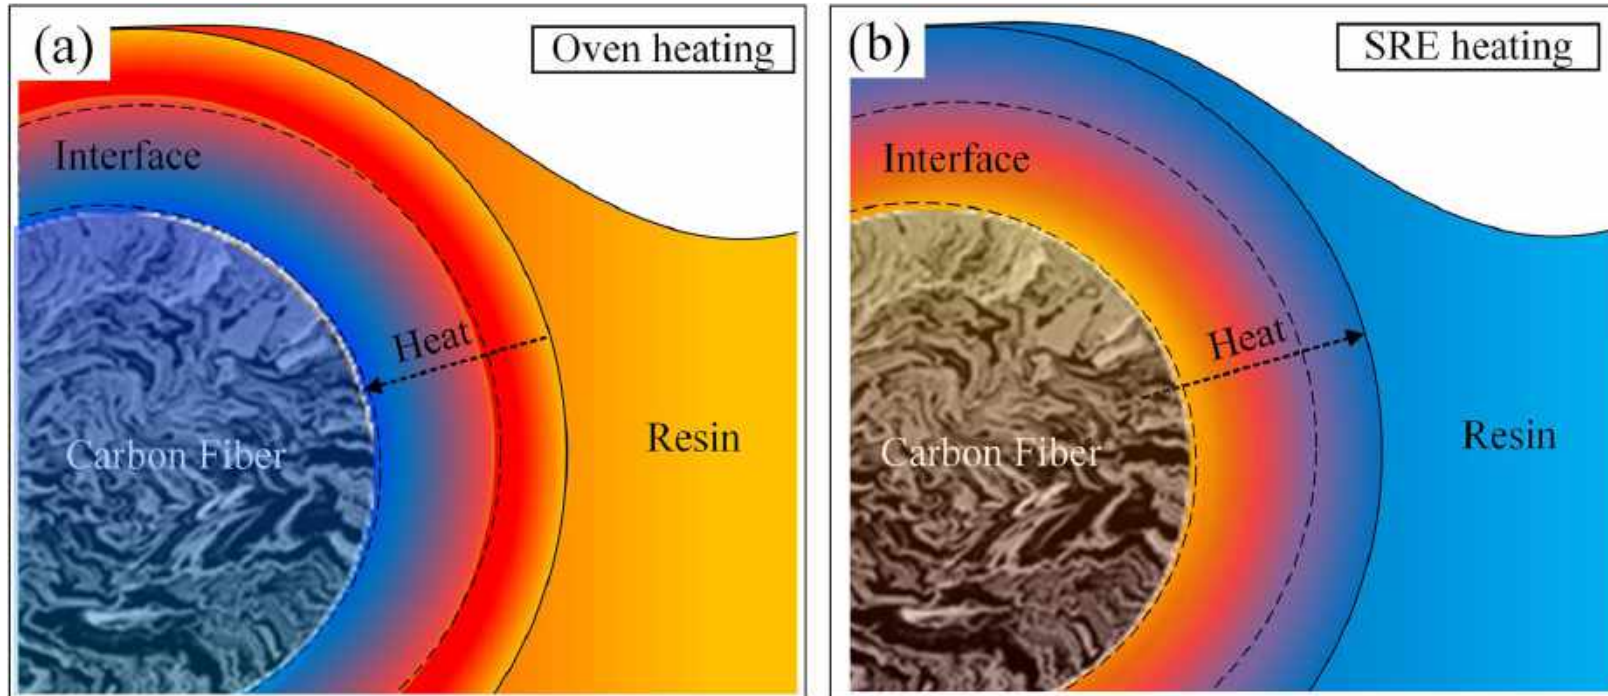 (a)
Oven heating
Interface
Heat
Carbon Fiber
Resin
(b)
SRE heating
Interface
Heat
Carbon Fiber
Resin